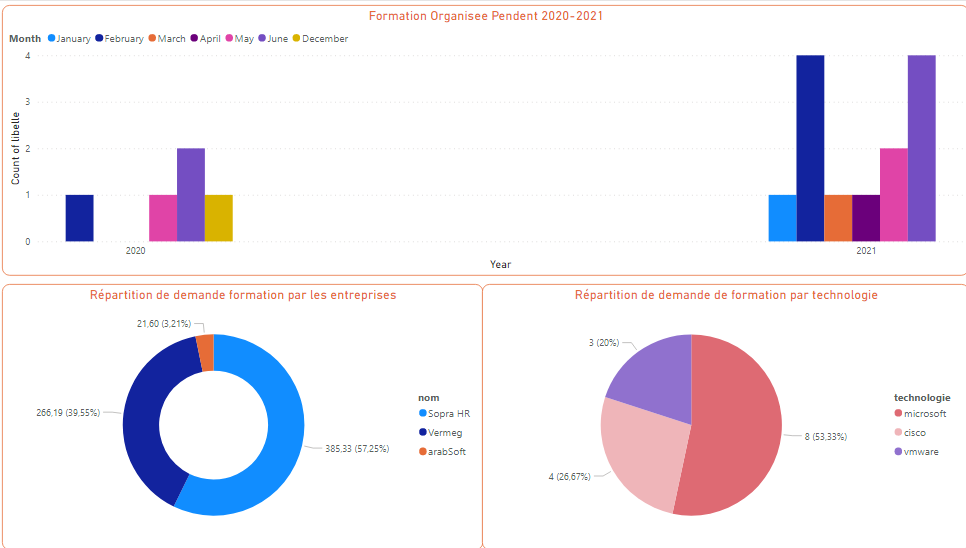 Formation Organisee Pendent 2020-2021
Month January February March April May June December
Count of libelle
4
3
2
1
0
2020 2021
Year
Répartition de demande formation par les entreprises
21,60 (3,21%)
266,19 (39,55%)
385,33 (57,25%)
nom
Sopra HR
Vermeg
arabSoft
Répartition de demande de formation par technologie
3 (20%)
4 (26,67%)
8 (53,33%)
technologie
microsoft
cisco
vmware